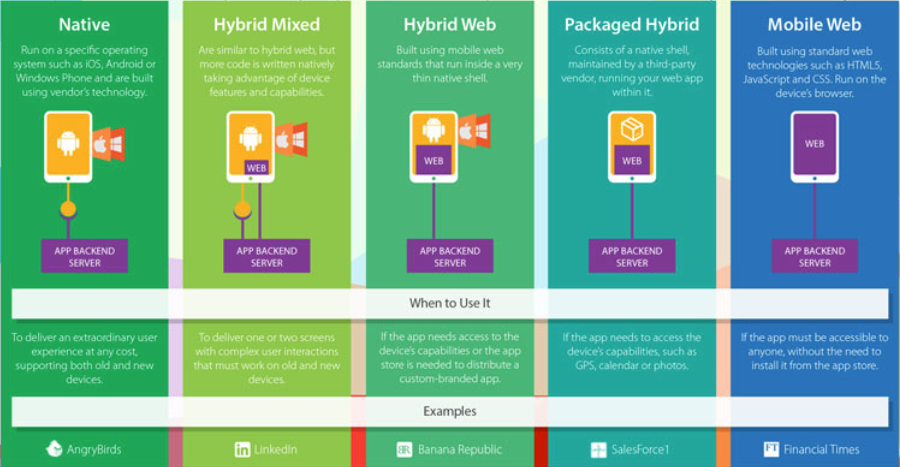 Native
Run on a specific operating
system such as iOS, Android or
Windows Phone and are built
using vendor's technology.
APP BACKEND
SERVER
Hybrid Mixed
Are similar to hybrid web, but
more code is written natively
taking advantage of device
features and capabilities.
WEB
APP BACKEND
SERVER
Hybrid Web
Built using mobile web
standards that run inside a very
thin native shell.
WEB
APP BACKEND
SERVER
Packaged Hybrid
Consists of a native shell,
maintained by a third-party
vendor, running your web app
within it.
WEB
APP BACKEND
SERVER
Mobile Web
Built using standard web
technologies such as HTML5,
JavaScript and CSS. Run on the
device's browser.
WEB
APP BACKEND
SERVER
When to Use It
To deliver an extraordinary user
experience at any cost,
supporting both old and new
devices.
To deliver one or two screens
with complex user interactions
that must work on old and new
devices.
If the app needs access to the
device's capabilities or the app
store is needed to distribute a
custom-branded app.
If the app needs to access the
device's capabilities, such as
GPS, calendar or photos.
If the app must be accessible to
anyone, without the need to
install it from the app store.
Examples
AngryBirds
in LinkedIn
BR Banana Republic
SalesForce1
FT Financial Times